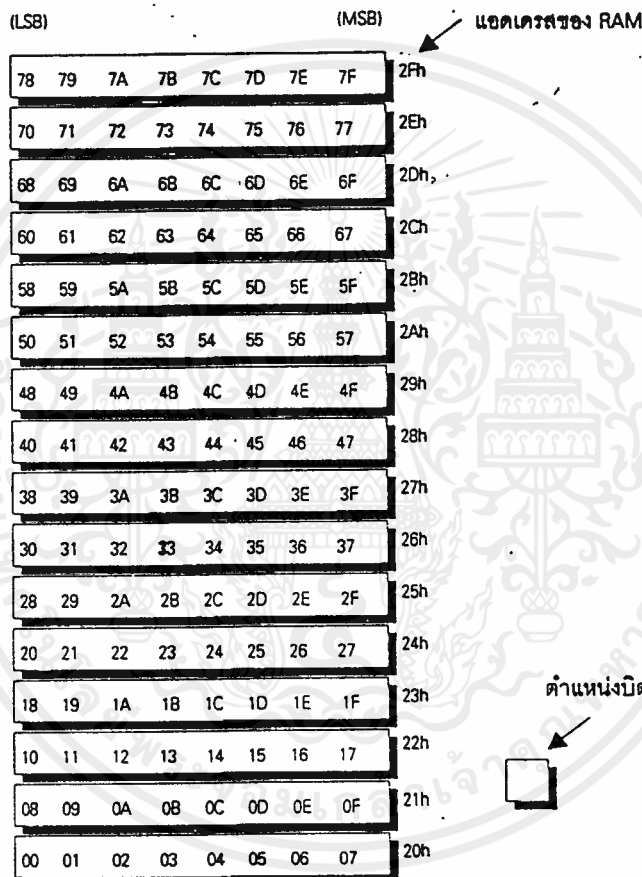 (LSB) (MSB) แอดเดรสของ RAM
78 79 7A 7B 7C 7D 7E 7F 2Fh
70 71 72 73 74 75 76 77 2Eh
68 69 6A 6B 6C 6D 6E 6F 2Dh
60 61 62 63 64 65 66 67 2Ch
58 59 5A 5B 5C 5D 5E 5F 2Bh
50 51 52 53 54 55 56 57 2Ah
48 49 4A 4B 4C 4D 4E 4F 29h
40 41 42 43 44 45 46 47 28h
38 39 3A 3B 3C 3D 3E 3F 27h
30 31 32 33 34 35 36 37 26h
28 29 2A 2B 2C 2D 2E 2F 25h
20 21 22 23 24 25 26 27 24h
18 19 1A 1B 1C 1D 1E 1F 23h
ตำแหน่งบิต
10 11 12 13 14 15 16 17 22h
08 09 0A 0B 0C 0D 0E 0F 21h
00 01 02 03 04 05 06 07 20h